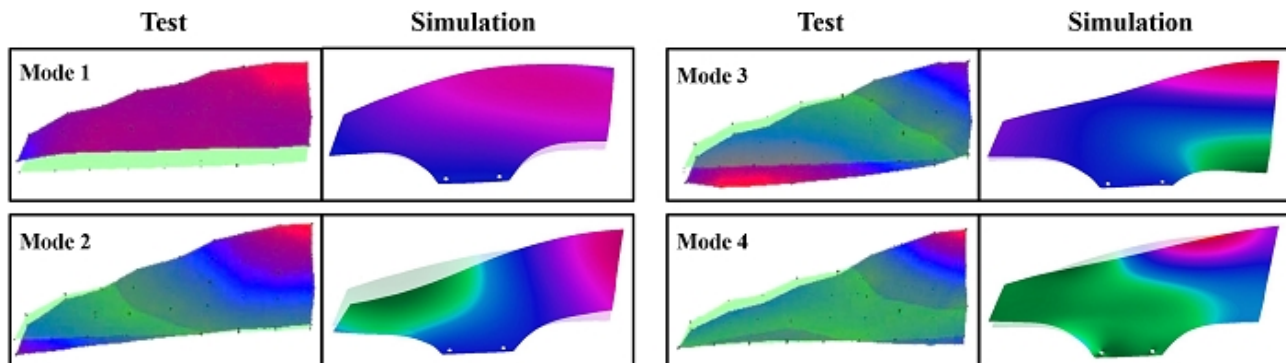 Test Simulation Test Simulation
Mode 1
Mode 3
Mode 2
Mode 4